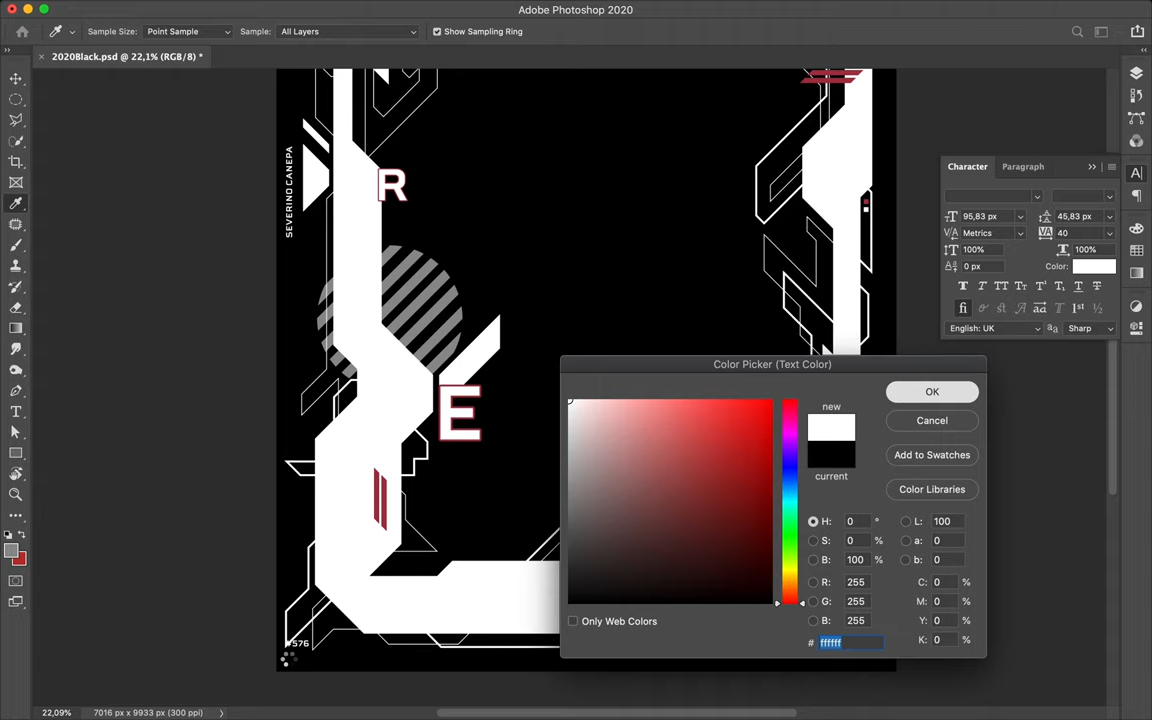 Adobe Photoshop 2020
Sample Size: Point Sample Sample: All Layers Show Sampling Ring
2020Black.psd @ 22,1% (RGB/8) *
SEVERINO CANEPA
R
E
#576
Character Paragraph
95,83 px 45,83 px
Metrics 40
100% 100%
0 px Color:
English: UK Sharp
Color Picker (Text Color)
new
current
OK
Cancel
Add to Swatches
Color Libraries
H: 0 ° L: 100
S: 0 % a: 0
B: 100 % b: 0
R: 255 C: 0 %
G: 255 M: 0 %
B: 255 Y: 0 %
# ffffff K: 0 %
Only Web Colors
22,09% 7016 px x 9933 px (300 ppi)